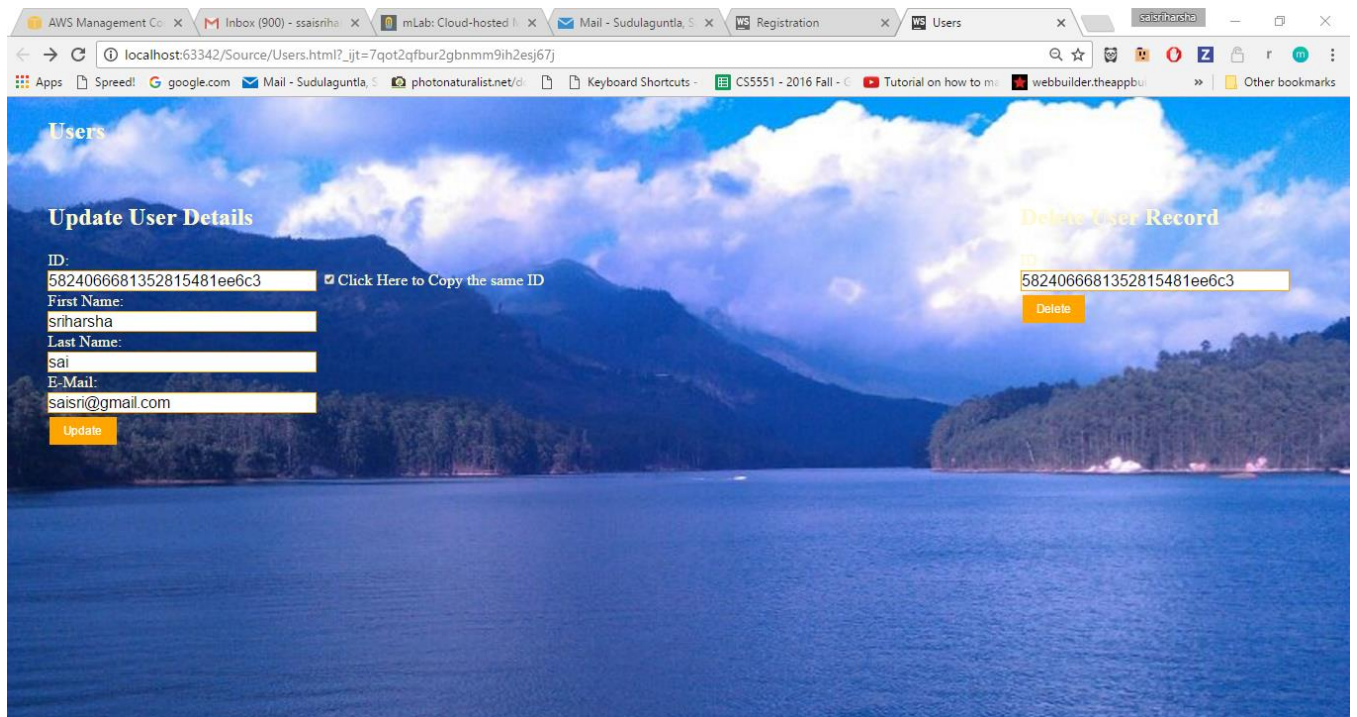 AWS Management Co
Inbox (900) - ssaisriha
mLab: Cloud-hosted
Mail - Sudulaguntla, S
Registration
Users
saisriharsha
localhost:63342/Source/Users.html?_ijt=7qot2qfbur2gbnmm9ih2esj67j
Apps
Spreed!
google.com
Mail - Sudulaguntla, S
photonaturalist.net/do
Keyboard Shortcuts -
CS5551 - 2016 Fall - G
Tutorial on how to ma
webbuilder.theappbui
»
Other bookmarks
Users
Update User Details
ID:
5824066681352815481ee6c3
Click Here to Copy the same ID
First Name:
sriharsha
Last Name:
sai
E-Mail:
saisri@gmail.com
Update
Delete User Record
ID:
5824066681352815481ee6c3
Delete